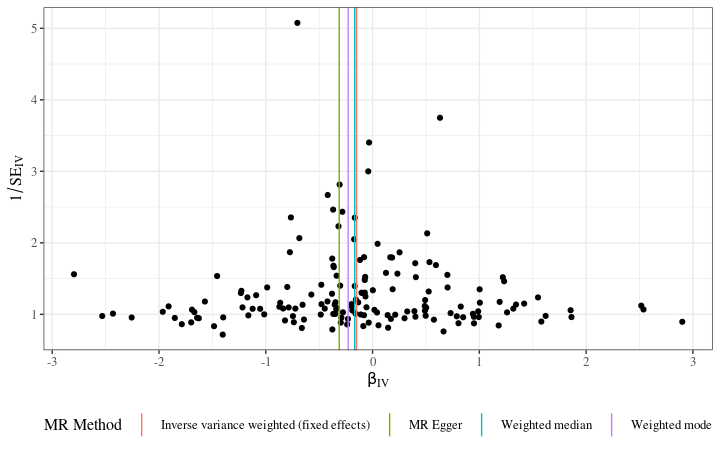 5
4
3
2
1
1/SE_IV
-3
-2
-1
0
1
2
3
β_IV
MR Method
Inverse variance weighted (fixed effects)
MR Egger
Weighted median
Weighted mode